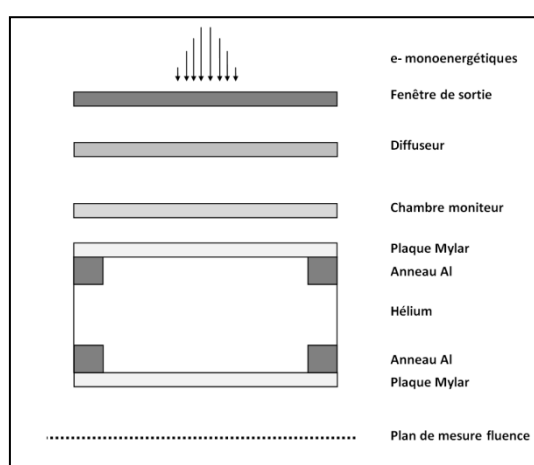 e- monoenergétiques
Fenêtre de sortie
Diffuseur
Chambre moniteur
Plaque Mylar
Anneau Al
Hélium
Anneau Al
Plaque Mylar
Plan de mesure fluence